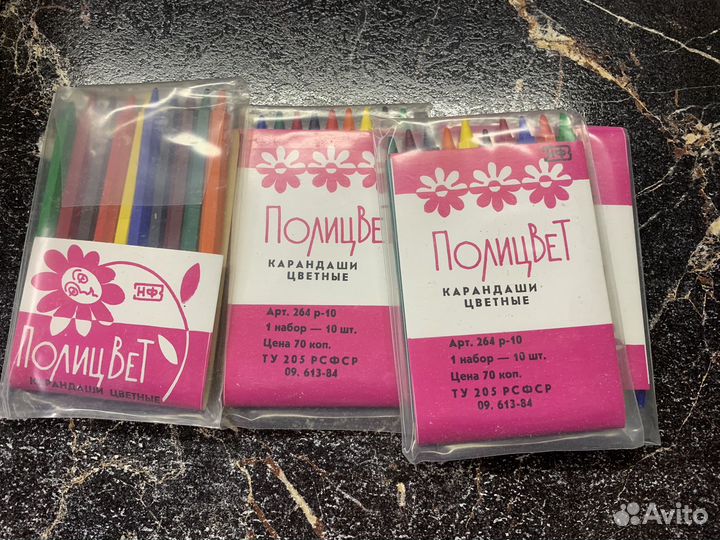 НФ
ПОЛИЦВЕТ
КАРАНДАШИ ЦВЕТНЫЕ
ПОЛИЦВЕТ
КАРАНДАШИ
ЦВЕТНЫЕ
Арт. 264 р-10
1 набор — 10 шт.
Цена 70 коп.
ТУ 205 РСФСР
09. 613-84
НФ
ПОЛИЦВЕТ
КАРАНДАШИ
ЦВЕТНЫЕ
Арт. 264 р-10
1 набор — 10 шт.
Цена 70 коп.
ТУ 205 РСФСР
09. 613-84
Avito